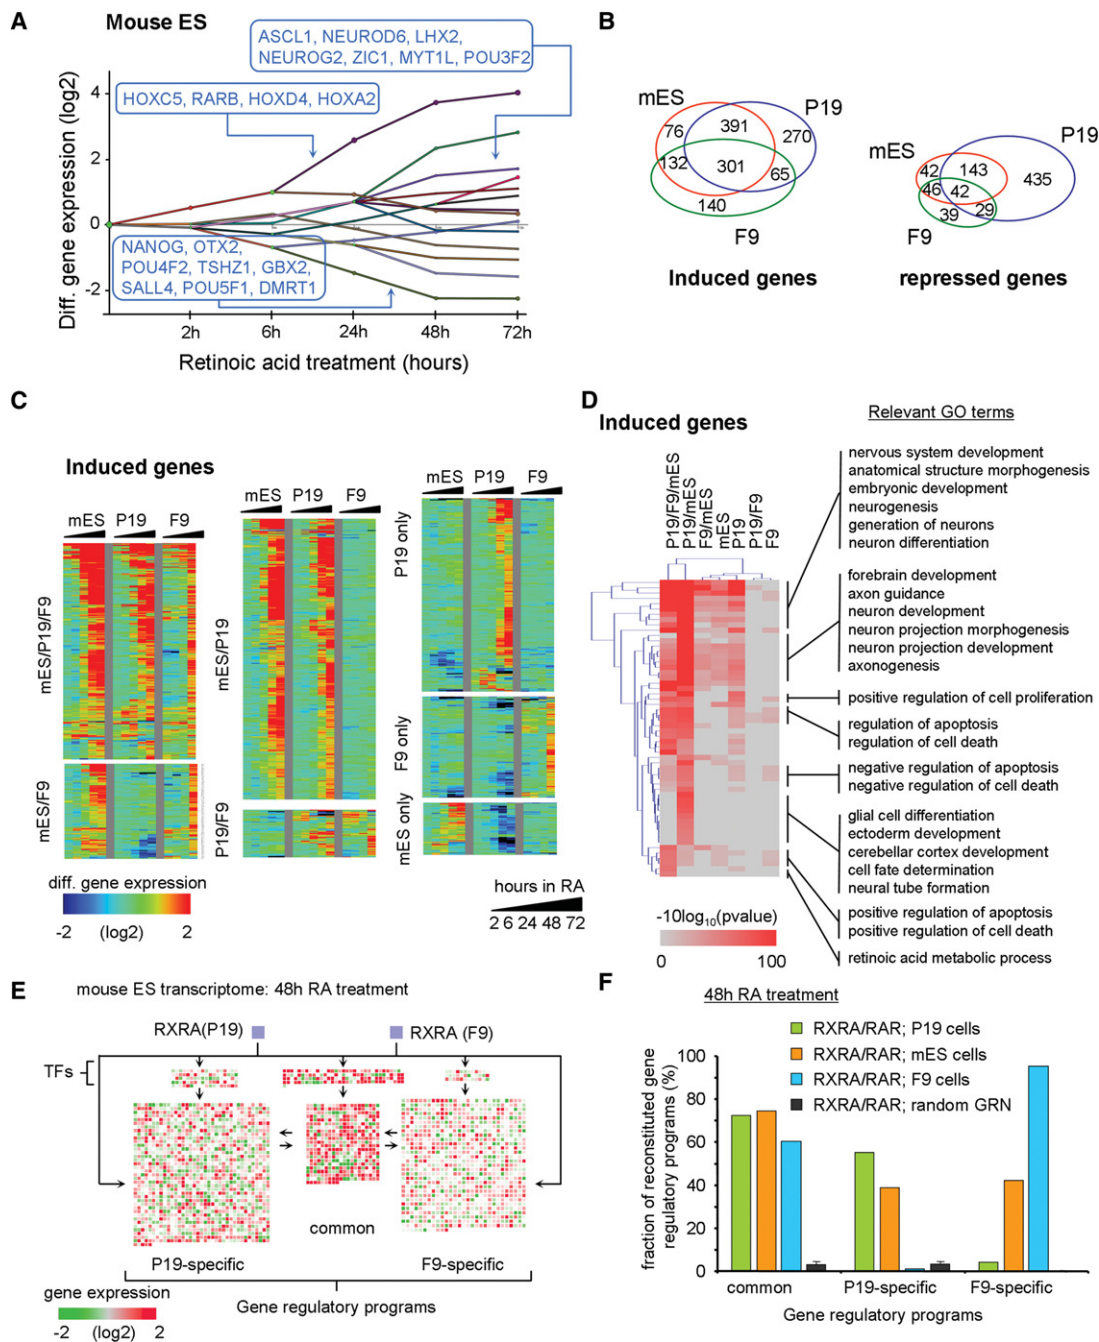 A
Mouse ES
ASCL1, NEUROD6, LHX2,
NEUROG2, ZIC1, MYT1L, POU3F2
HOXC5, RARB, HOXD4, HOXA2
NANOG, OTX2,
POU4F2, TSHZ1, GBX2,
SALL4, POU5F1, DMRT1
Diff. gene expression (log2)
4
2
0
-2
2h
6h
24h
48h
72h
Retinoic acid treatment (hours)
B
mES
P19
76
391
270
132
301
65
140
F9
Induced genes
mES
P19
42
143
435
46
42
39
29
F9
repressed genes
C
Induced genes
mES P19 F9
mES/P19/F9
mES/F9
mES P19 F9
mES/P19
P19/F9
mES P19 F9
P19 only
F9 only
mES only
diff. gene expression
-2 (log2) 2
hours in RA
2 6 24 48 72
D
Induced genes
Relevant GO terms
P19/F9/mES
P19/mES
F9/mES
mES
P19
P19/F9
F9
nervous system development
anatomical structure morphogenesis
embryonic development
neurogenesis
generation of neurons
neuron differentiation
forebrain development
axon guidance
neuron development
neuron projection morphogenesis
neuron projection development
axonogenesis
positive regulation of cell proliferation
regulation of apoptosis
regulation of cell death
negative regulation of apoptosis
negative regulation of cell death
glial cell differentiation
ectoderm development
cerebellar cortex development
cell fate determination
neural tube formation
positive regulation of apoptosis
positive regulation of cell death
retinoic acid metabolic process
-10log10(pvalue)
0 100
E
mouse ES transcriptome: 48h RA treatment
RXRA(P19)
RXRA (F9)
TFs
common
P19-specific
F9-specific
Gene regulatory programs
gene expression
-2 (log2) 2
F
48h RA treatment
RXRA/RAR; P19 cells
RXRA/RAR; mES cells
RXRA/RAR; F9 cells
RXRA/RAR; random GRN
fraction of reconstituted gene
regulatory programs (%)
100
80
60
40
20
0
common
P19-specific
F9-specific
Gene regulatory programs